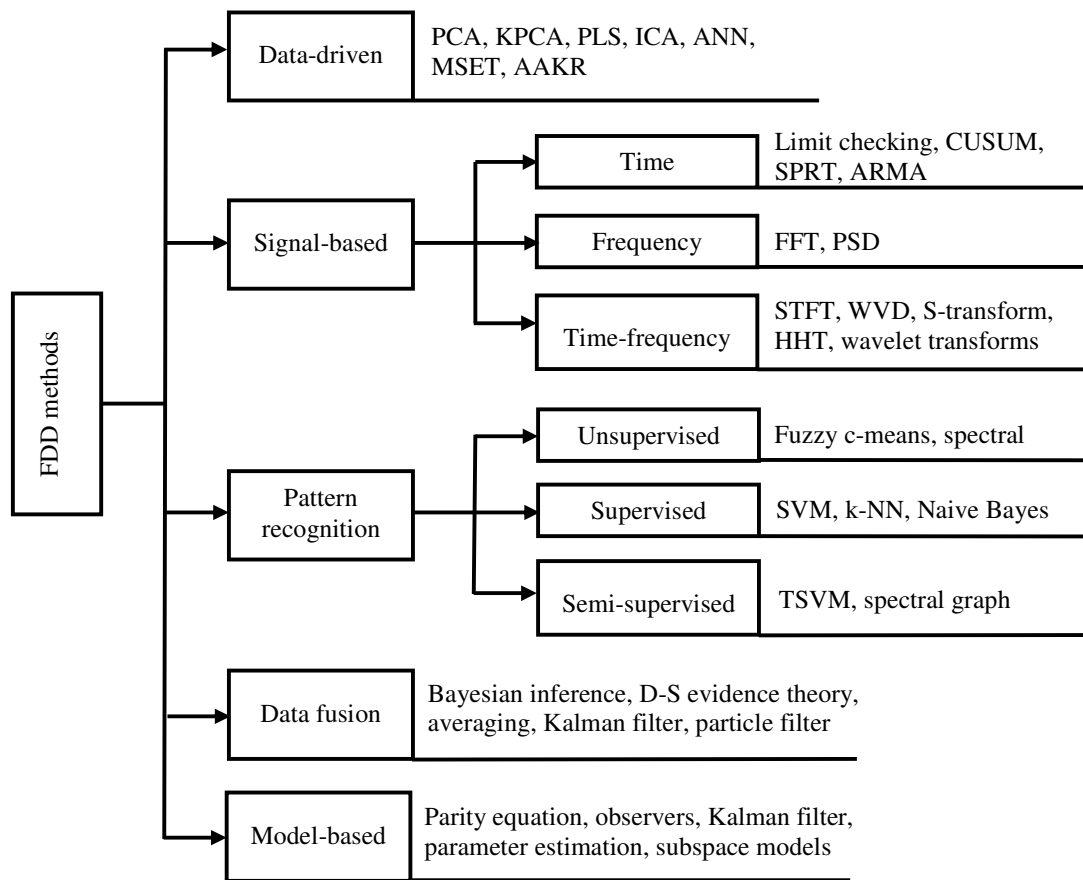 FDD methods
Data-driven
PCA, KPCA, PLS, ICA, ANN,
MSET, AAKR
Signal-based
Time
Limit checking, CUSUM,
SPRT, ARMA
Frequency
FFT, PSD
Time-frequency
STFT, WVD, S-transform,
HHT, wavelet transforms
Pattern
recognition
Unsupervised
Fuzzy c-means, spectral
Supervised
SVM, k-NN, Naive Bayes
Semi-supervised
TSVM, spectral graph
Data fusion
Bayesian inference, D-S evidence theory,
averaging, Kalman filter, particle filter
Model-based
Parity equation, observers, Kalman filter,
parameter estimation, subspace models